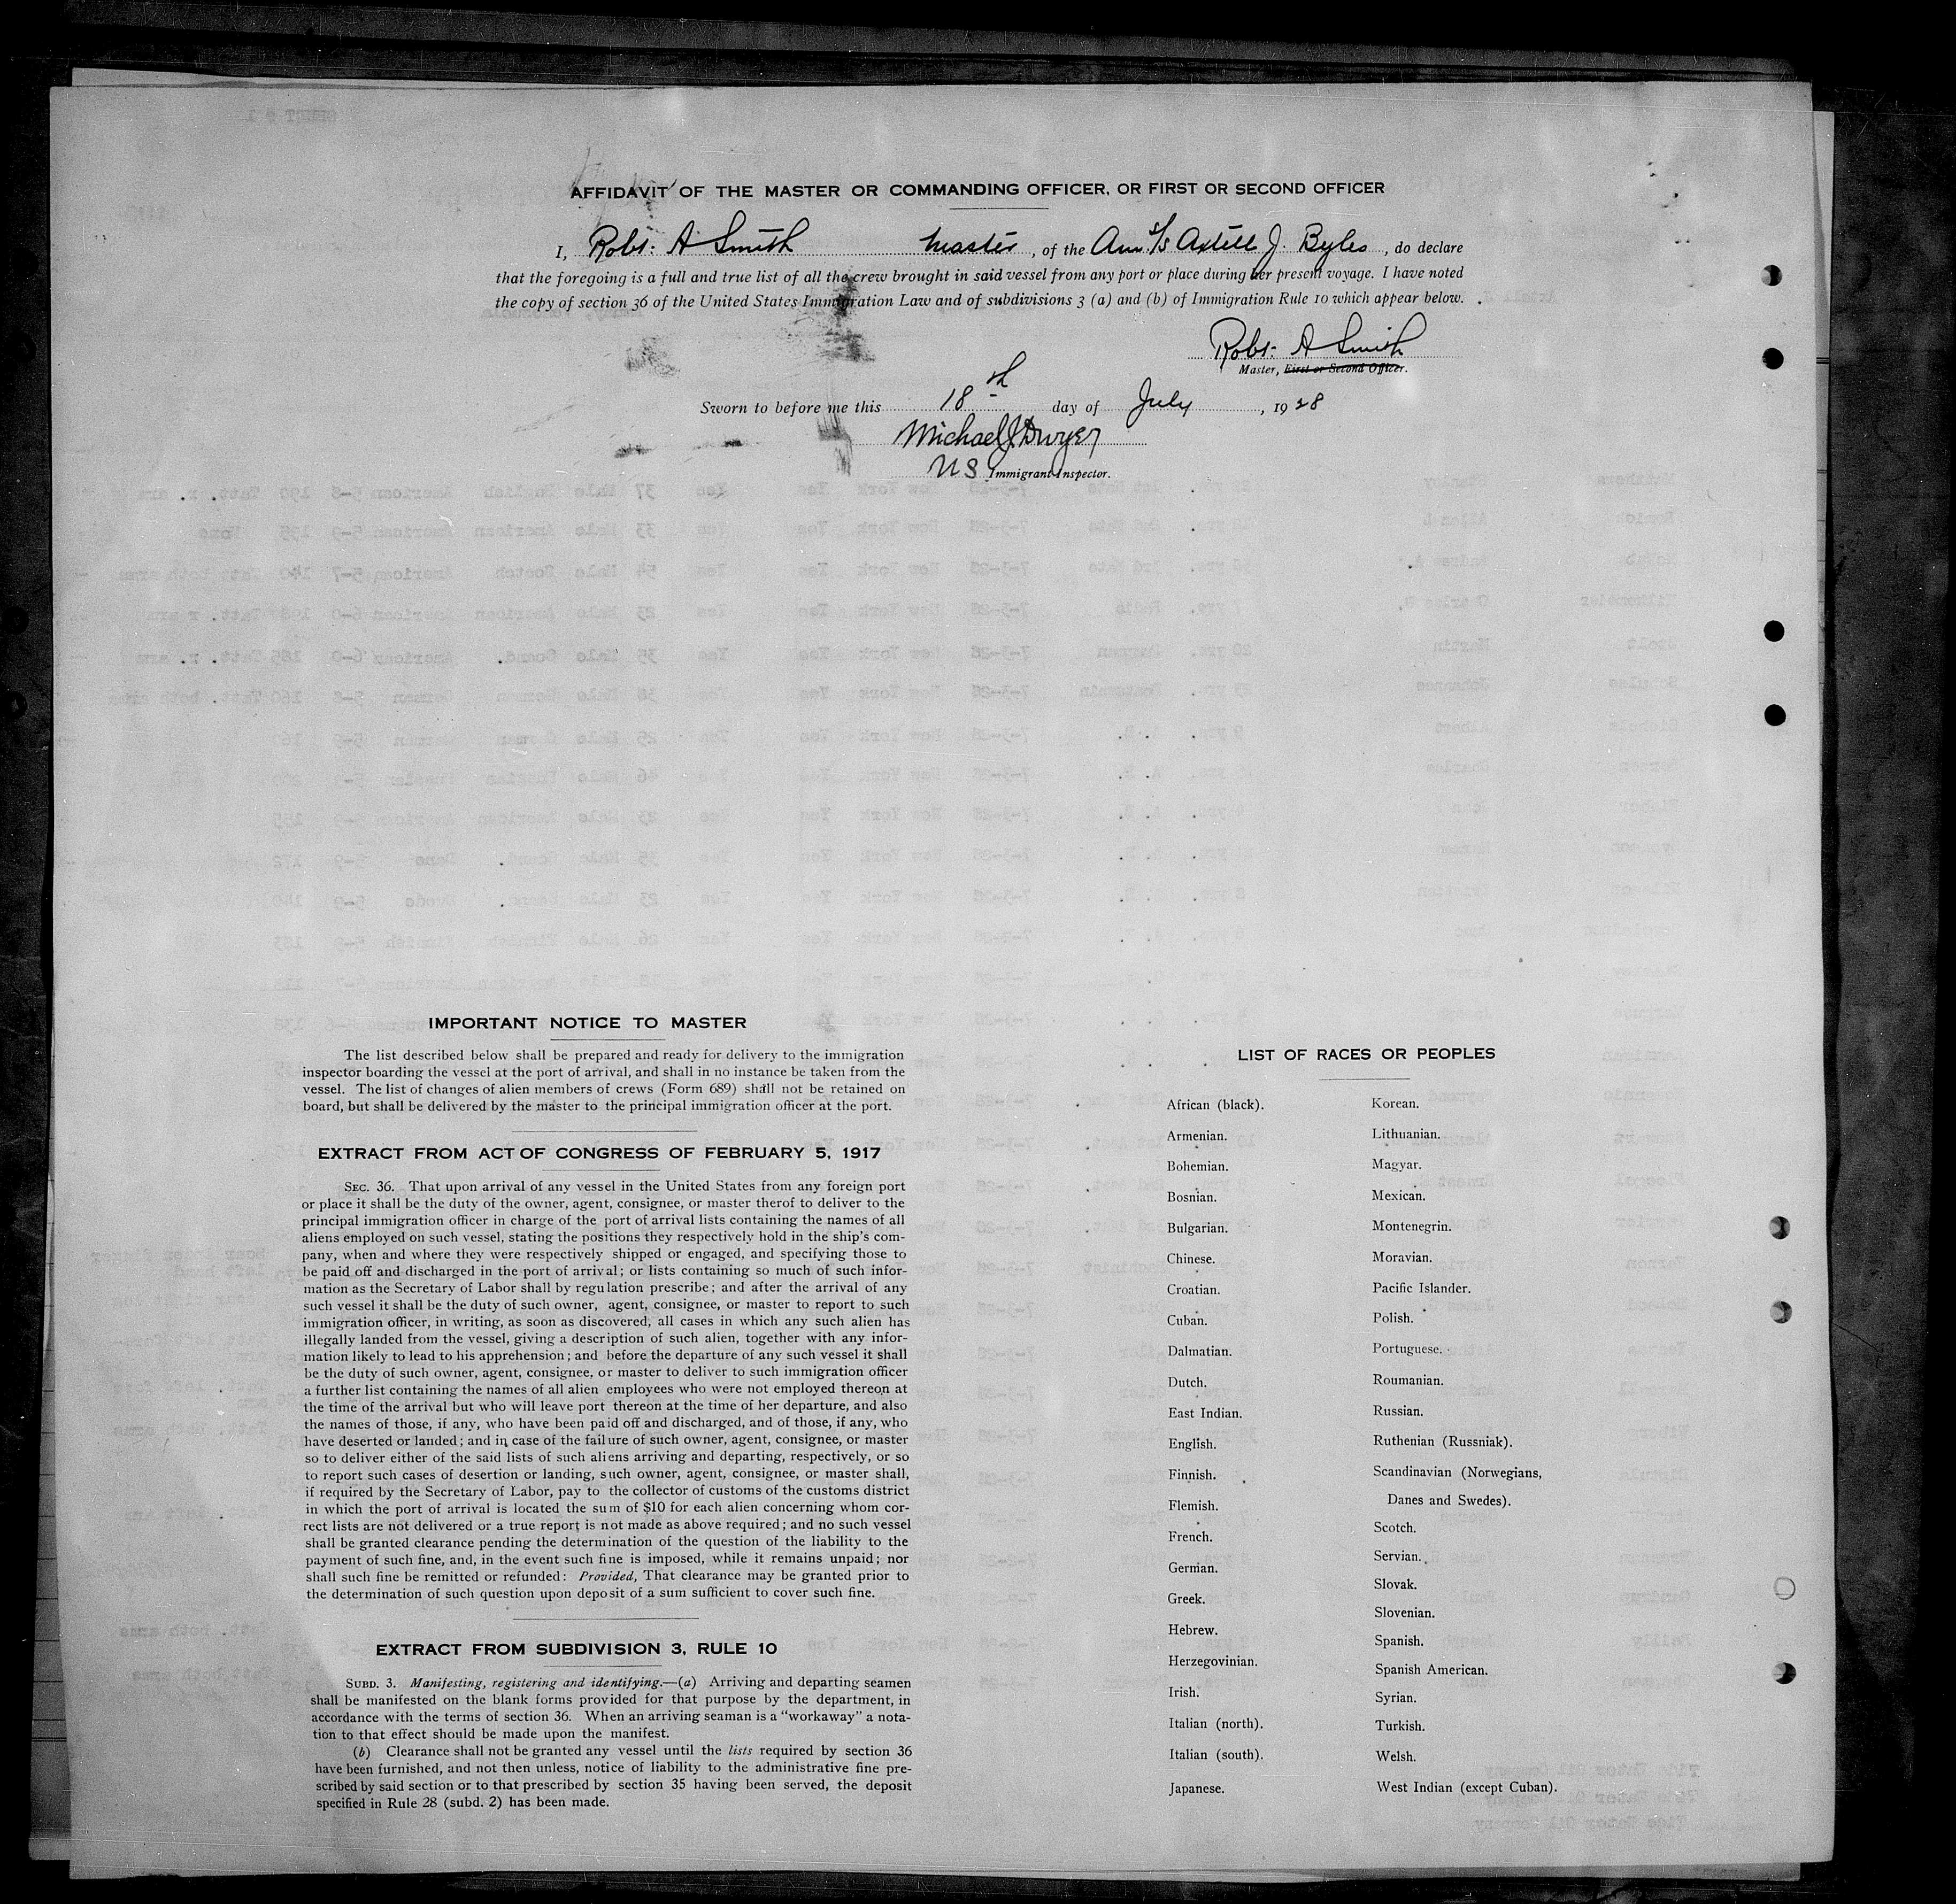 AFFIDAVIT OF THE MASTER OR COMMANDING OFFICER, OR FIRST OR SECOND OFFICER
I, Robt. A Smith Master, of the Am. S/S Axtell J. Byles, do declare
that the foregoing is a full and true list of all the crew brought in said vessel from any port or place during her present voyage. I have noted
the copy of section 36 of the United States Immigration Law and of subdivisions 3 (a) and (b) of Immigration Rule 10 which appear below.
Robt. A Smith
Master, First or Second Officer.
Sworn to before me this 18th day of July, 1928
Michael J Dwyer
US Immigrant Inspector.
IMPORTANT NOTICE TO MASTER
The list described below shall be prepared and ready for delivery to the immigration
inspector boarding the vessel at the port of arrival, and shall in no instance be taken from the
vessel. The list of changes of alien members of crews (Form 689) shall not be retained on
board, but shall be delivered by the master to the principal immigration officer at the port.
EXTRACT FROM ACT OF CONGRESS OF FEBRUARY 5, 1917
SEC. 36. That upon arrival of any vessel in the United States from any foreign port
or place it shall be the duty of the owner, agent, consignee, or master therof to deliver to the
principal immigration officer in charge of the port of arrival lists containing the names of all
aliens employed on such vessel, stating the positions they respectively hold in the ship's com-
pany, when and where they were respectively shipped or engaged, and specifying those to
be paid off and discharged in the port of arrival; or lists containing so much of such infor-
mation as the Secretary of Labor shall by regulation prescribe; and after the arrival of any
such vessel it shall be the duty of such owner, agent, consignee, or master to report to such
immigration officer, in writing, as soon as discovered, all cases in which any such alien has
illegally landed from the vessel, giving a description of such alien, together with any infor-
mation likely to lead to his apprehension; and before the departure of any such vessel it shall
be the duty of such owner, agent, consignee, or master to deliver to such immigration officer
a further list containing the names of all alien employees who were not employed thereon at
the time of the arrival but who will leave port thereon at the time of her departure, and also
the names of those, if any, who have been paid off and discharged, and of those, if any, who
have deserted or landed; and in case of the failure of such owner, agent, consignee, or master
so to deliver either of the said lists of such aliens arriving and departing, respectively, or so
to report such cases of desertion or landing, such owner, agent, consignee, or master shall,
if required by the Secretary of Labor, pay to the collector of customs of the customs district
in which the port of arrival is located the sum of $10 for each alien concerning whom cor-
rect lists are not delivered or a true report is not made as above required; and no such vessel
shall be granted clearance pending the determination of the question of the liability to the
payment of such fine, and, in the event such fine is imposed, while it remains unpaid; nor
shall such fine be remitted or refunded: Provided, That clearance may be granted prior to
the determination of such question upon deposit of a sum sufficient to cover such fine.
EXTRACT FROM SUBDIVISION 3, RULE 10
SUBD. 3. Manifesting, registering and identifying.—(a) Arriving and departing seamen
shall be manifested on the blank forms provided for that purpose by the department, in
accordance with the terms of section 36. When an arriving seaman is a "workaway" a nota-
tion to that effect should be made upon the manifest.
(b) Clearance shall not be granted any vessel until the lists required by section 36
have been furnished, and not then unless, notice of liability to the administrative fine pre-
scribed by said section or to that prescribed by section 35 having been served, the deposit
specified in Rule 28 (subd. 2) has been made.
LIST OF RACES OR PEOPLES
African (black).
Armenian.
Bohemian.
Bosnian.
Bulgarian.
Chinese.
Croatian.
Cuban.
Dalmatian.
Dutch.
East Indian.
English.
Finnish.
Flemish.
French.
German.
Greek.
Hebrew.
Herzegovinian.
Irish.
Italian (north).
Italian (south).
Japanese.
Korean.
Lithuanian.
Magyar.
Mexican.
Montenegrin.
Moravian.
Pacific Islander.
Polish.
Portuguese.
Roumanian.
Russian.
Ruthenian (Russniak).
Scandinavian (Norwegians,
Danes and Swedes).
Scotch.
Servian.
Slovak.
Slovenian.
Spanish.
Spanish American.
Syrian.
Turkish.
Welsh.
West Indian (except Cuban).